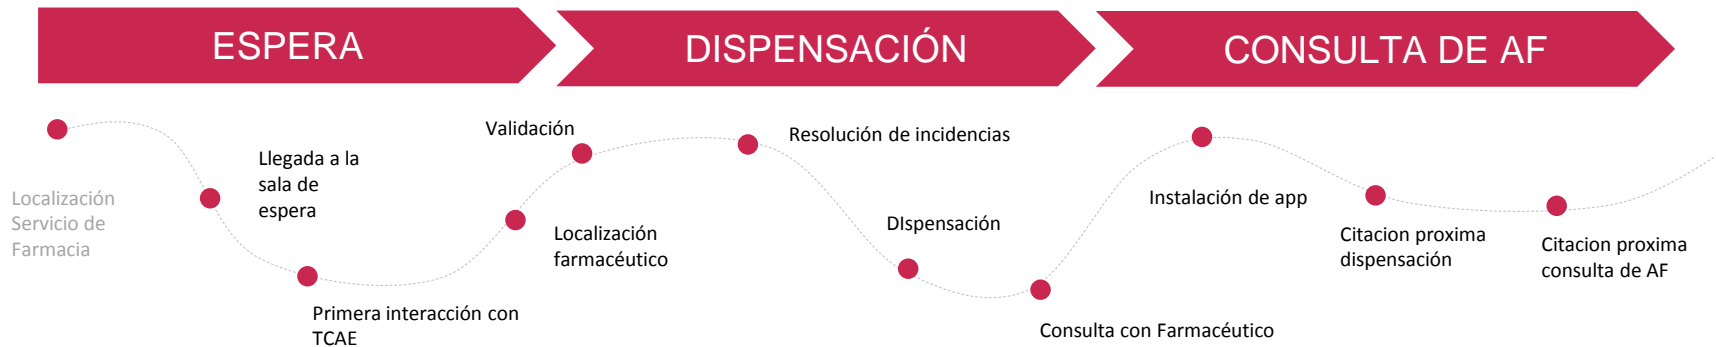 ESPERA
DISPENSACIÓN
CONSULTA DE AF
Localización
Servicio de
Farmacia
Llegada a la
sala de
espera
Primera interacción con
TCAE
Localización
farmacéutico
Validación
Resolución de incidencias
DIspensación
Consulta con Farmacéutico
Instalación de app
Citacion proxima
dispensación
Citacion proxima
consulta de AF